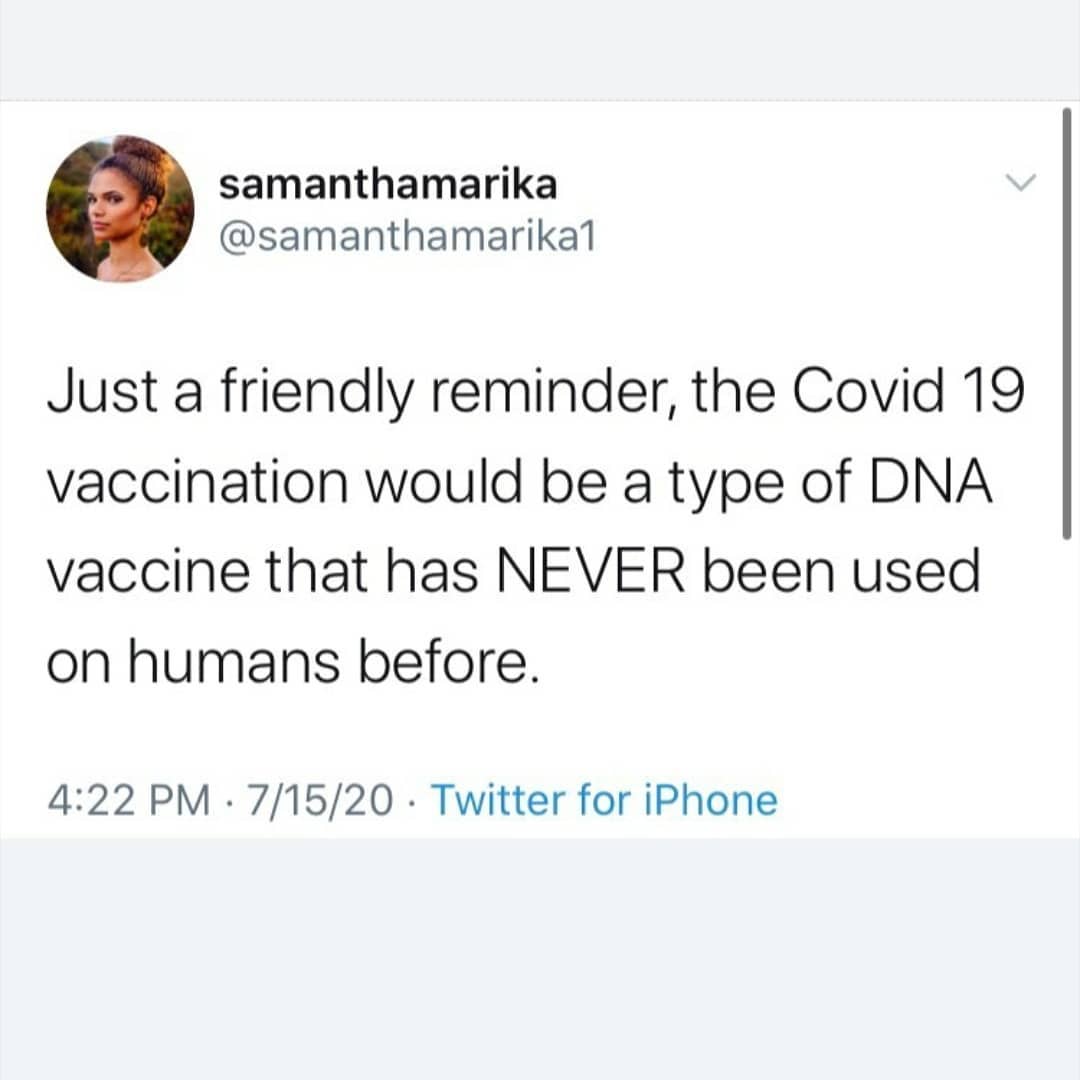 samanthamarika
@samanthamarika1
Just a friendly reminder, the Covid 19
vaccination would be a type of DNA
vaccine that has NEVER been used
on humans before.
4:22 PM · 7/15/20 · Twitter for iPhone